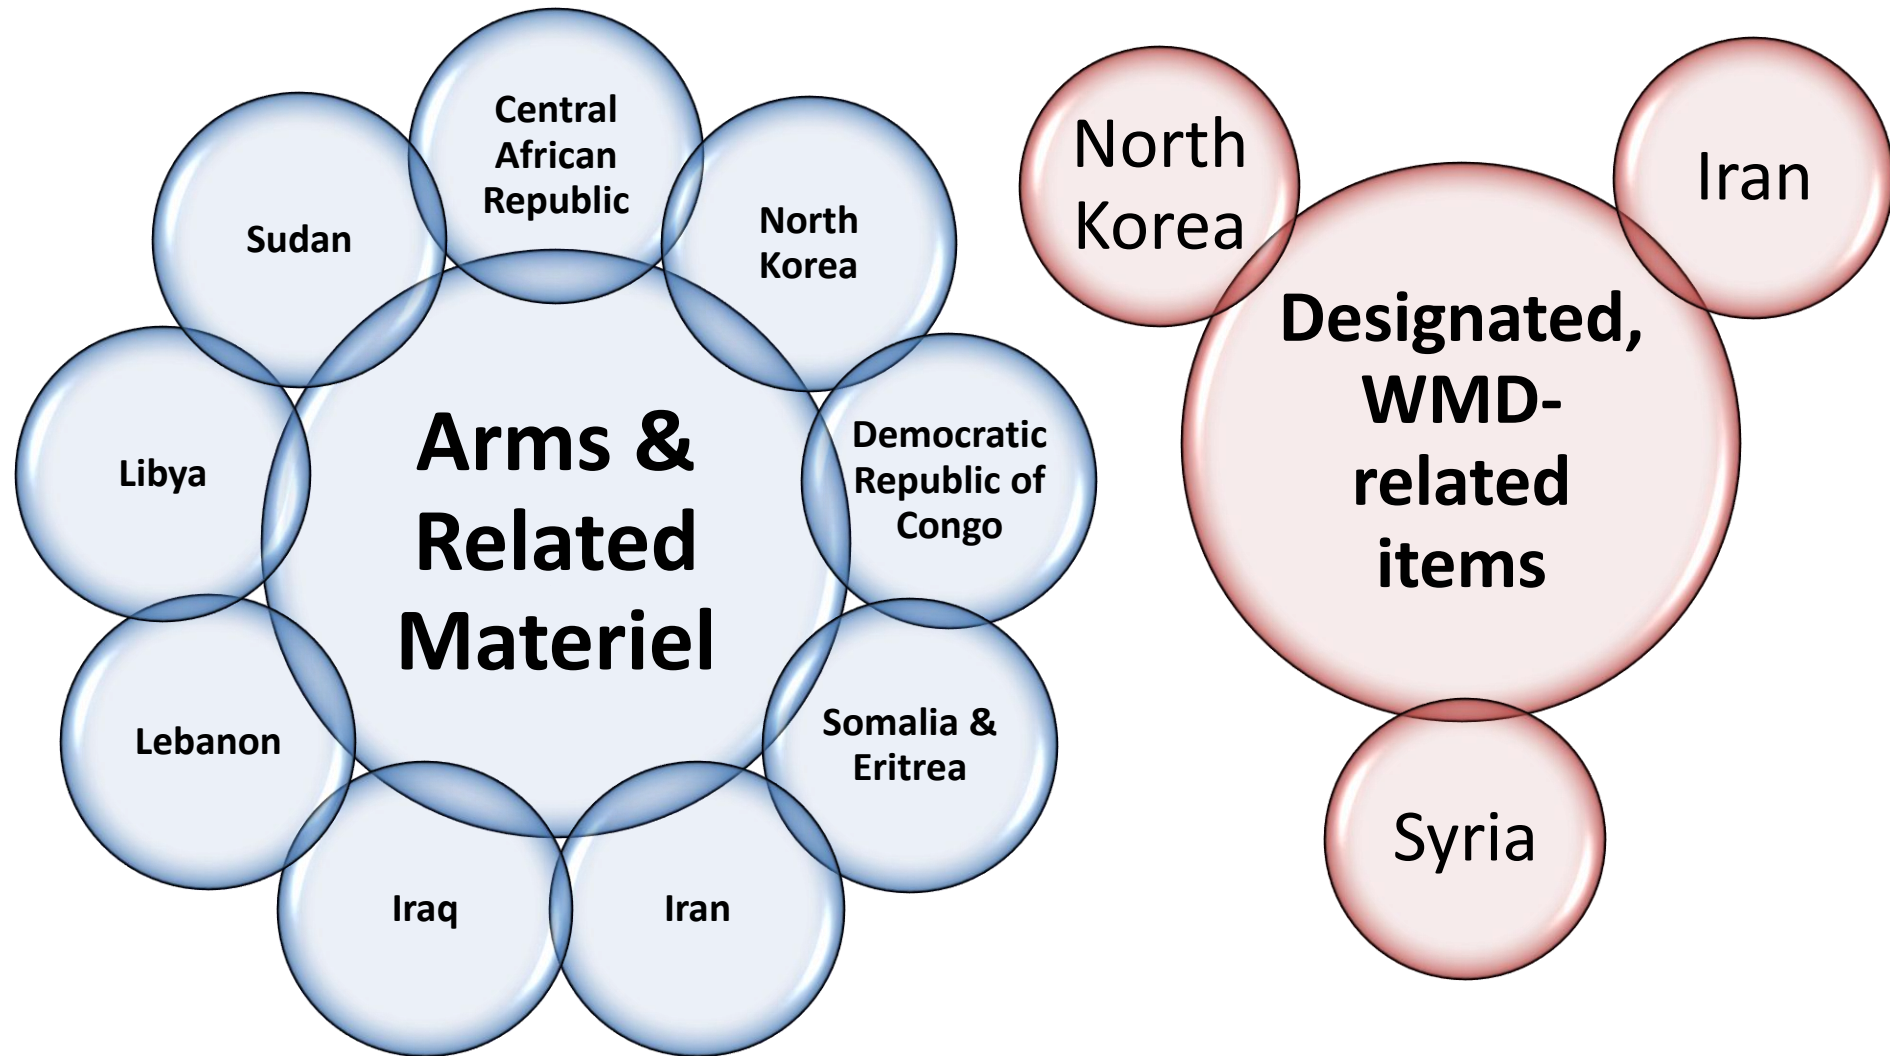 Central
African
Republic
North
Korea
Democratic
Republic of
Congo
Somalia &
Eritrea
Iran
Iraq
Lebanon
Libya
Sudan
Arms &
Related
Materiel
North
Korea
Iran
Designated,
WMD-
related
items
Syria